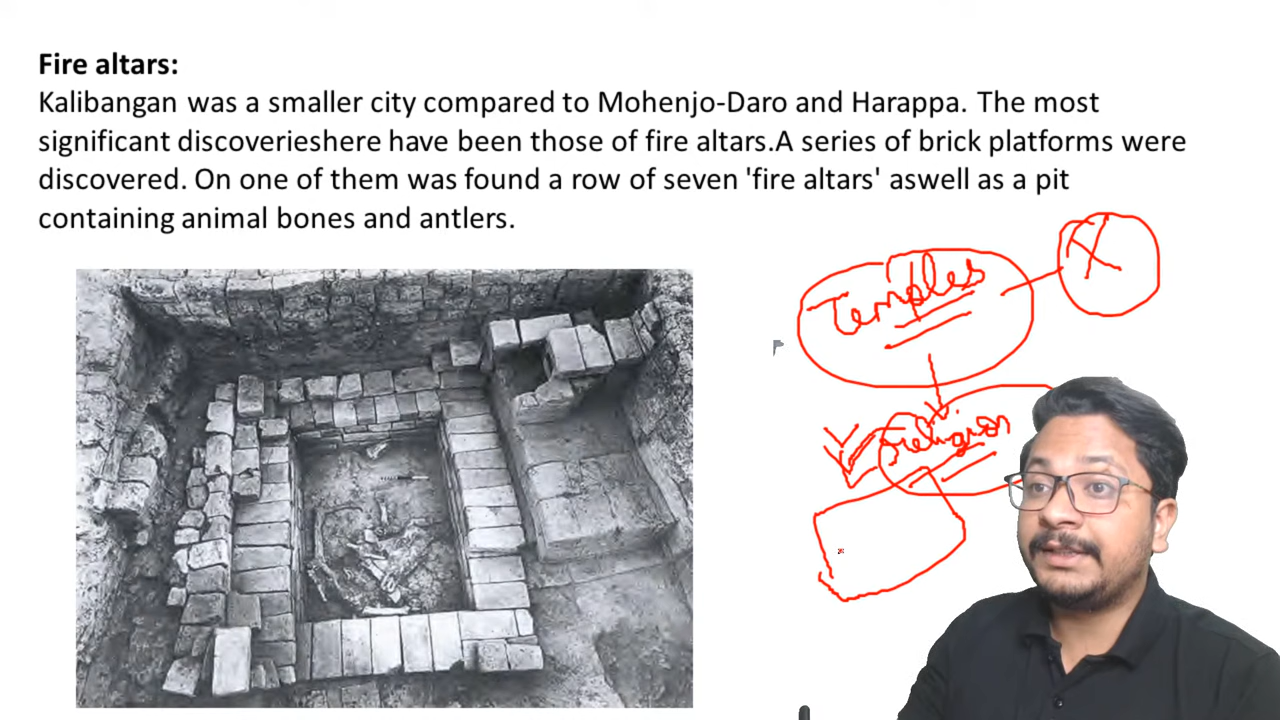 Fire altars:
Kalibangan was a smaller city compared to Mohenjo-Daro and Harappa. The most
significant discoverieshere have been those of fire altars.A series of brick platforms were
discovered. On one of them was found a row of seven 'fire altars' aswell as a pit
containing animal bones and antlers.
Temples
X
Religion